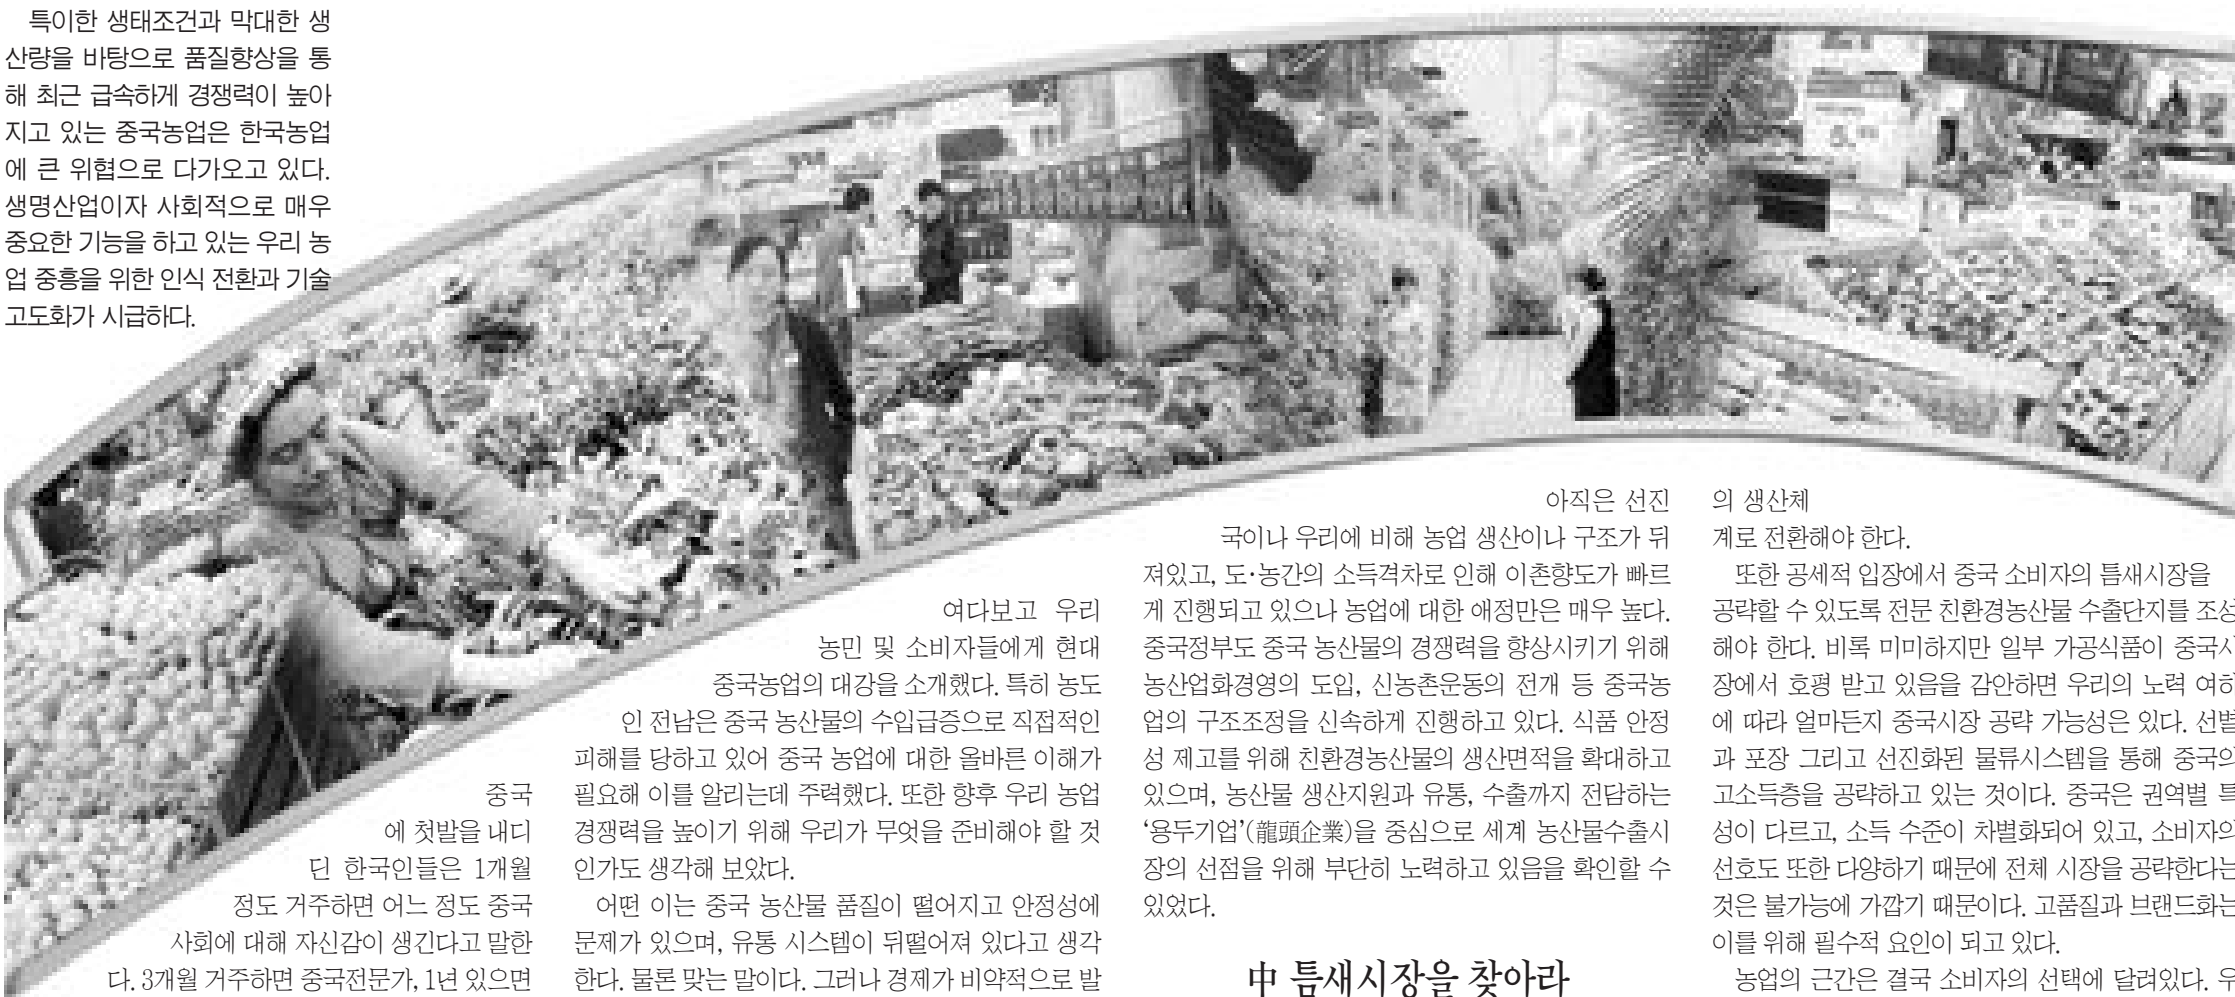 특이한 생태조건과 막대한 생
산량을 바탕으로 품질향상을 통
해 최근 급속하게 경쟁력이 높아
지고 있는 중국농업은 한국농업
에 큰 위협으로 다가오고 있다.
생명산업이자 사회적으로 매우
중요한 기능을 하고 있는 우리 농
업 중흥을 위한 인식 전환과 기술
고도화가 시급하다.
중국
에 첫발을 내디
딘 한국인들은 1개월
정도 거주하면 어느 정도 중국
사회에 대해 자신감이 생긴다고 말한
다. 3개월 거주하면 중국전문가, 1년 있으면
여다보고 우리
농민 및 소비자들에게 현대
중국농업의 대강을 소개했다. 특히 농도
인 전남은 중국 농산물의 수입급증으로 직접적인
피해를 당하고 있어 중국 농업에 대한 올바른 이해가
필요해 이를 알리는데 주력했다. 또한 향후 우리 농업
경쟁력을 높이기 위해 우리가 무엇을 준비해야 할 것
인가도 생각해 보았다.
어떤 이는 중국 농산물 품질이 떨어지고 안정성에
문제가 있으며, 유통 시스템이 뒤떨어져 있다고 생각
한다. 물론 맞는 말이다. 그러나 경제가 비약적으로 발
아직은 선진
국이나 우리에 비해 농업 생산이나 구조가 뒤
져있고, 도·농간의 소득격차로 인해 이촌향도가 빠르
게 진행되고 있으나 농업에 대한 애정만은 매우 높다.
중국정부도 중국 농산물의 경쟁력을 향상시키기 위해
농산업화경영의 도입, 신농촌운동의 전개 등 중국농
업의 구조조정을 신속하게 진행하고 있다. 식품 안정
성 제고를 위해 친환경농산물의 생산면적을 확대하고
있으며, 농산물 생산지원과 유통, 수출까지 전담하는
‘용두기업’(龍頭企業)을 중심으로 세계 농산물수출시
장의 선점을 위해 부단히 노력하고 있음을 확인할 수
있었다.
中 틈새시장을 찾아라
의 생산체
계로 전환해야 한다.
또한 공세적 입장에서 중국 소비자의 틈새시장을
공략할 수 있도록 전문 친환경농산물 수출단지를 조성
해야 한다. 비록 미미하지만 일부 가공식품이 중국시
장에서 호평 받고 있음을 감안하면 우리의 노력 여하
에 따라 얼마든지 중국시장 공략 가능성은 있다. 선별
과 포장 그리고 선진화된 물류시스템을 통해 중국의
고소득층을 공략하고 있는 것이다. 중국은 권역별 특
성이 다르고, 소득 수준이 차별화되어 있고, 소비자의
선호도 또한 다양하기 때문에 전체 시장을 공략한다는
것은 불가능에 가깝기 때문이다. 고품질과 브랜드화는
이를 위해 필수적 요인이 되고 있다.
농업의 근간은 결국 소비자의 선택에 달려있다. 우